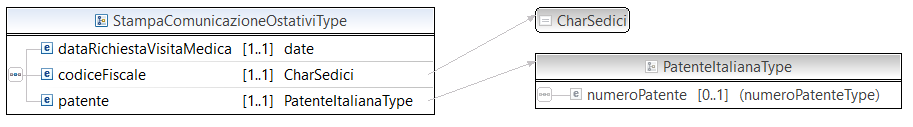 StampaComunicazioneOstativiType
dataRichiestaVisitaMedica [1..1] date
codiceFiscale [1..1] CharSedici
patente [1..1] PatenteItalianaType
CharSedici
PatenteItalianaType
numeroPatente [0..1] (numeroPatenteType)